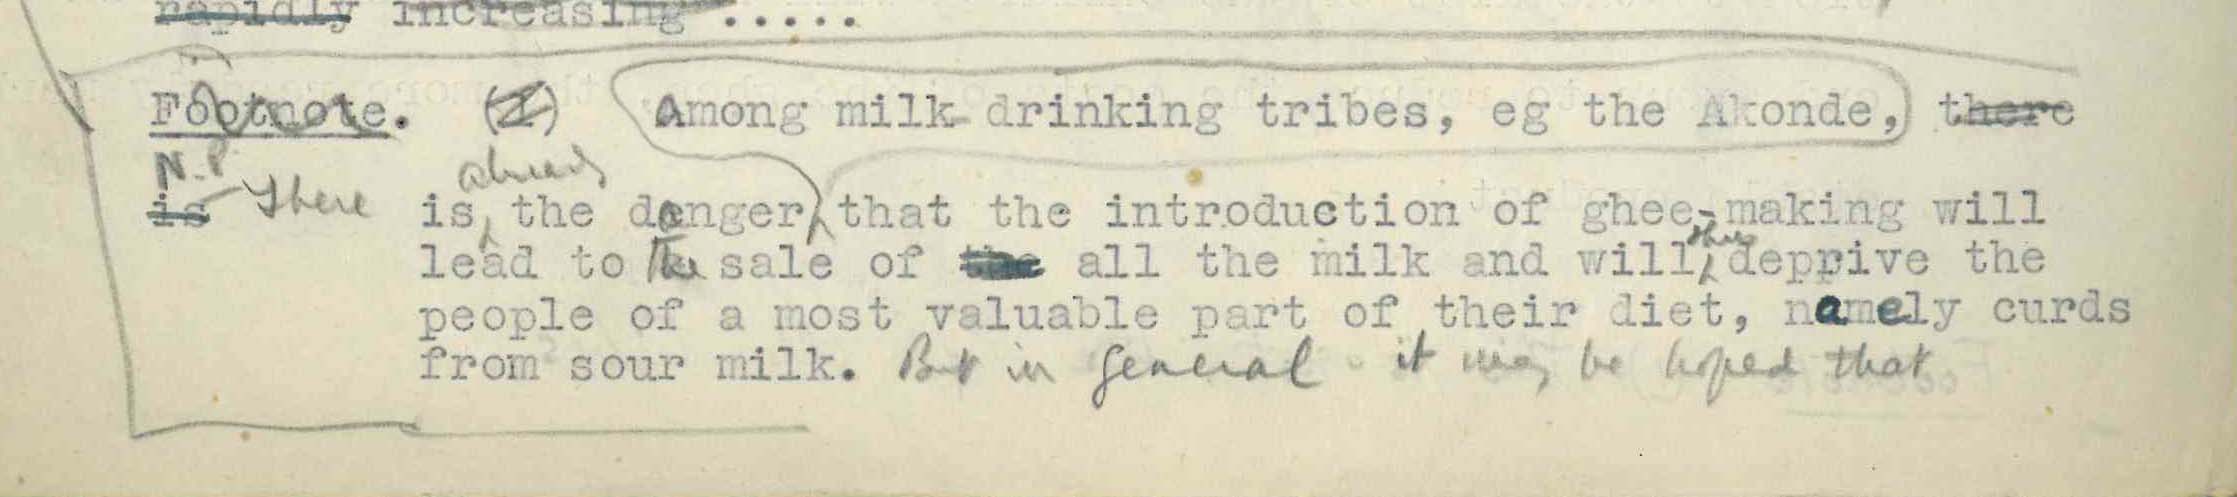 rapidly increasing .....
Footnote. (1) Among milk-drinking tribes, eg the Akonde, there
N.P already
is There is the danger that the introduction of ghee-making will
lead to the sale of the all the milk and will thus deprive the
people of a most valuable part of their diet, namely curds
from sour milk. But in general it may be hoped that